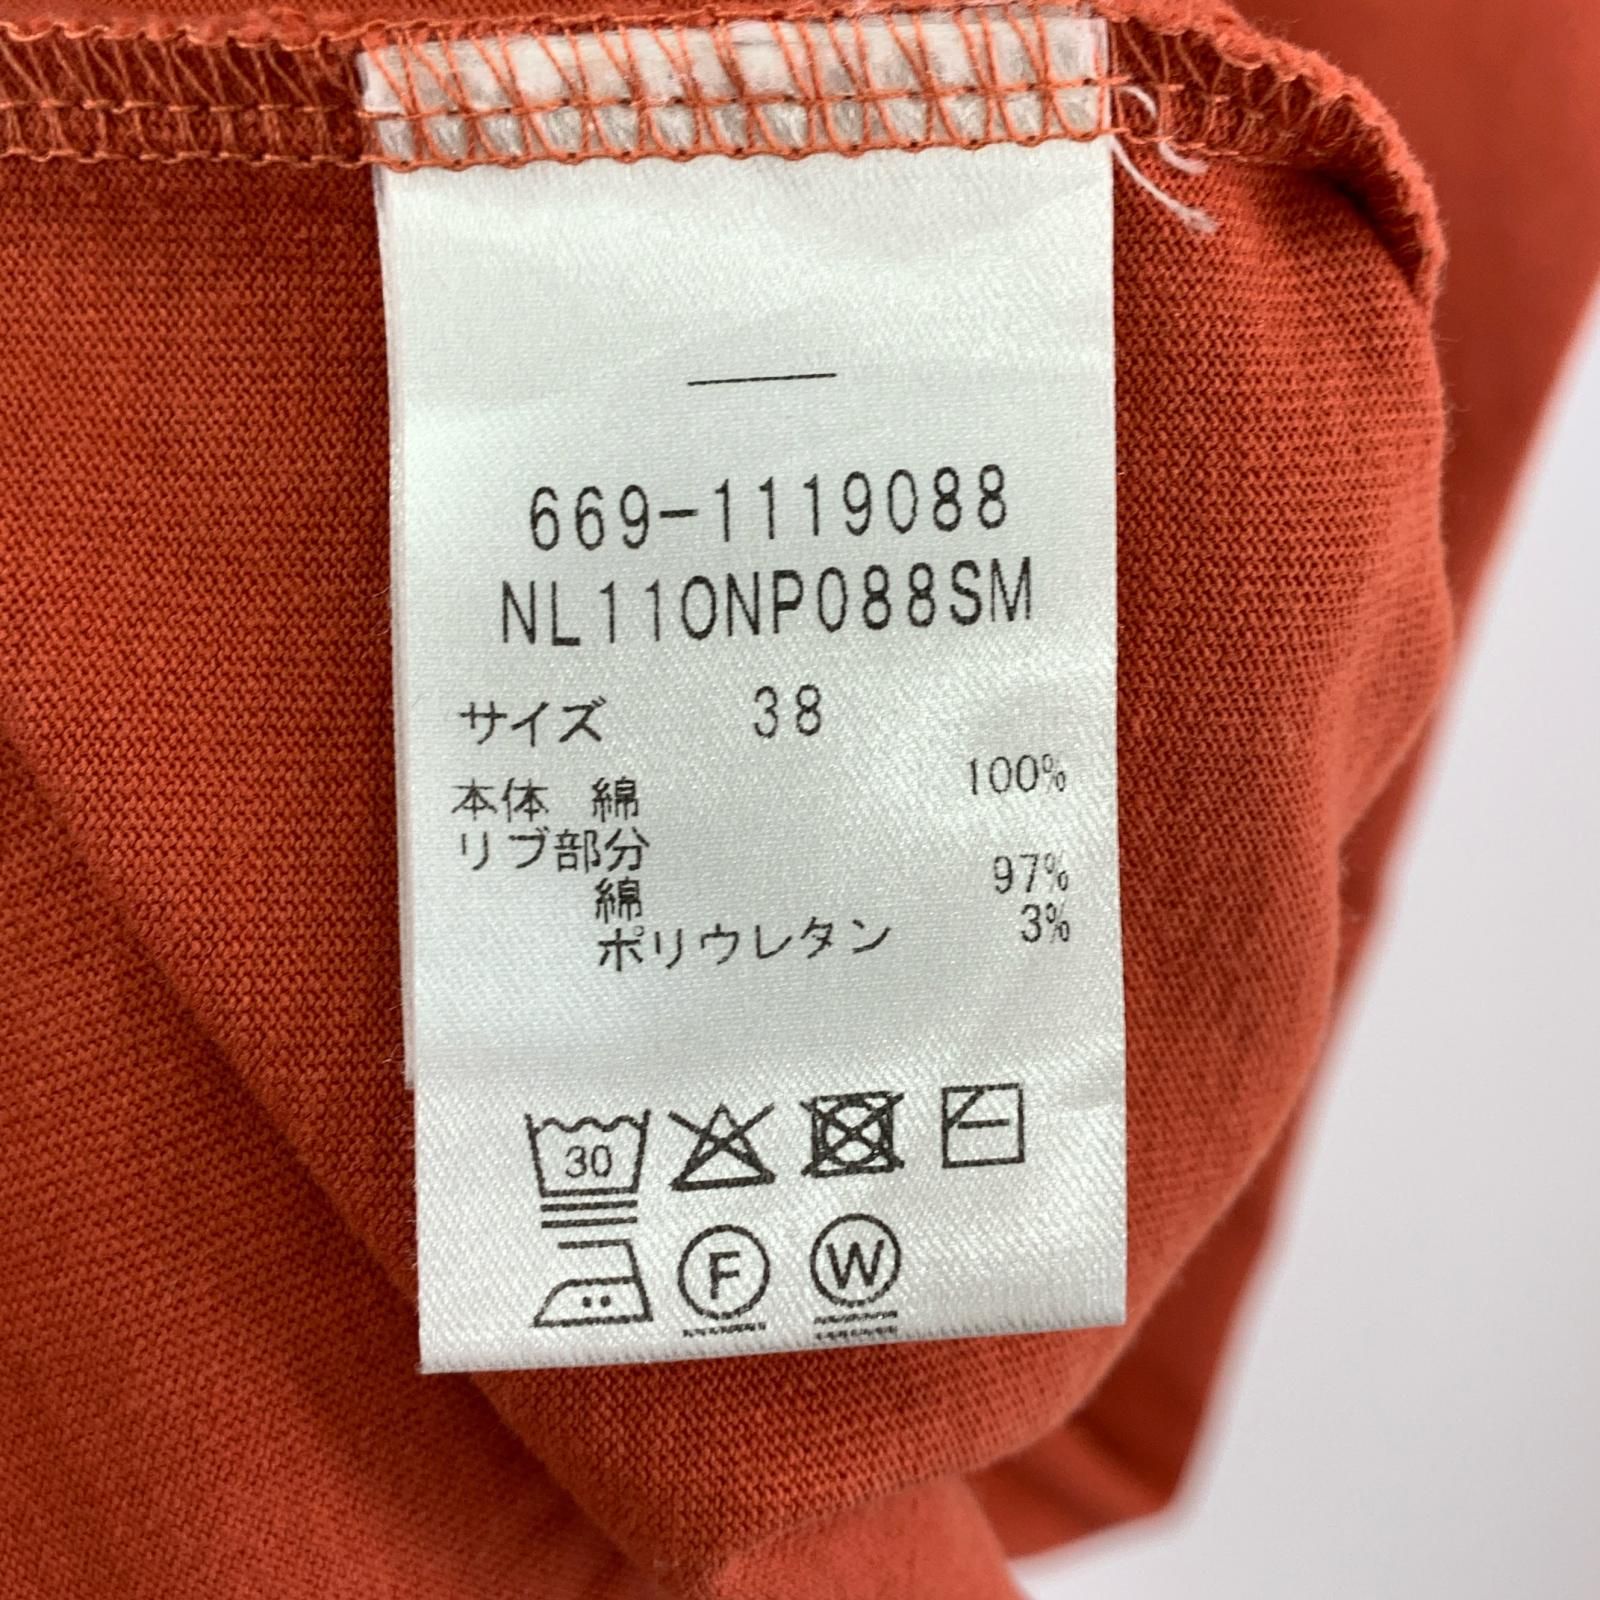 669-1119088
NL110NP088SM
サイズ 38
本体 綿 100%
リブ部分
綿 97%
ポリウレタン 3%
30
F W